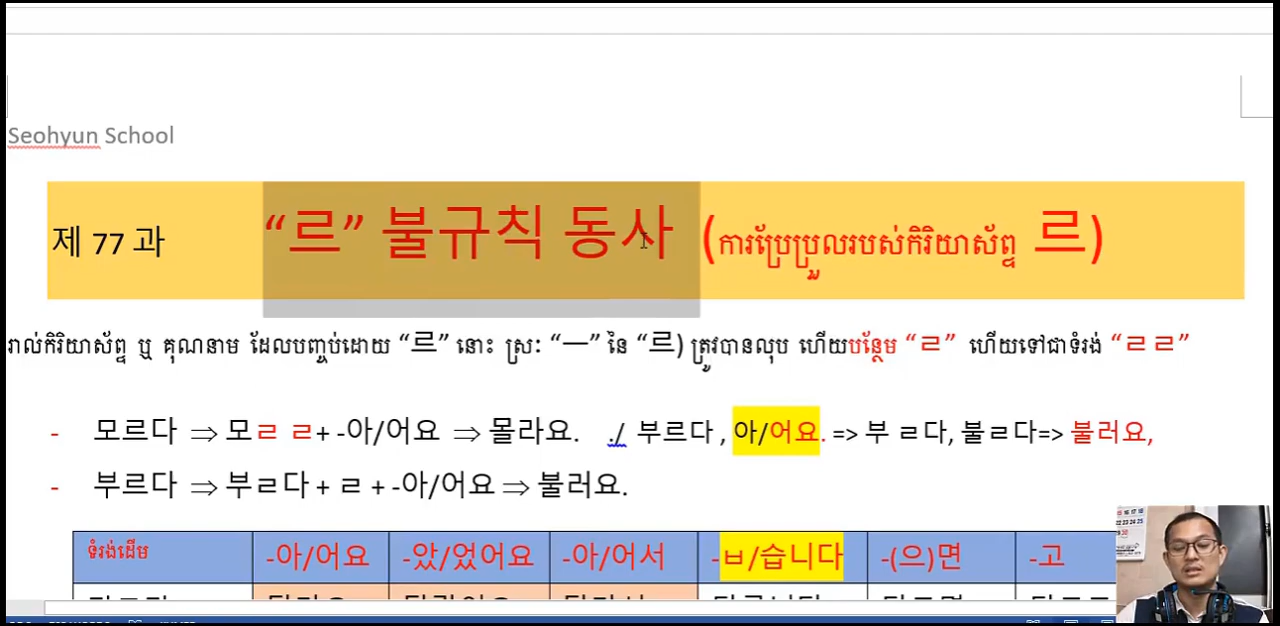 Seohyun School
제 77 과 “르” 불규칙 동사 (ការប្រែប្រួលរបស់កិរិយាស័ព្ទ 르)
រាល់កិរិយាស័ព្ទ ឬ គុណនាម ដែលបញ្ចប់ដោយ “르” នោះ ស្រៈ “ㅡ” នៃ “르) ត្រូវបានលុប ហើយបន្ថែម “ㄹ” ហើយទៅជាទំរង់ “ㄹㄹ”
- 모르다 ⇒ 모ㄹ ㄹ+ -아/어요 ⇒ 몰라요. ./ 부르다 , 아/어요. => 부 ㄹ다, 불ㄹ다=> 불러요,
- 부르다 ⇒ 부ㄹ다 + ㄹ + -아/어요 ⇒ 불러요.
ទំរង់ដើម -아/어요 -았/었어요 -아/어서 -ㅂ/습니다 -(으)면 -고